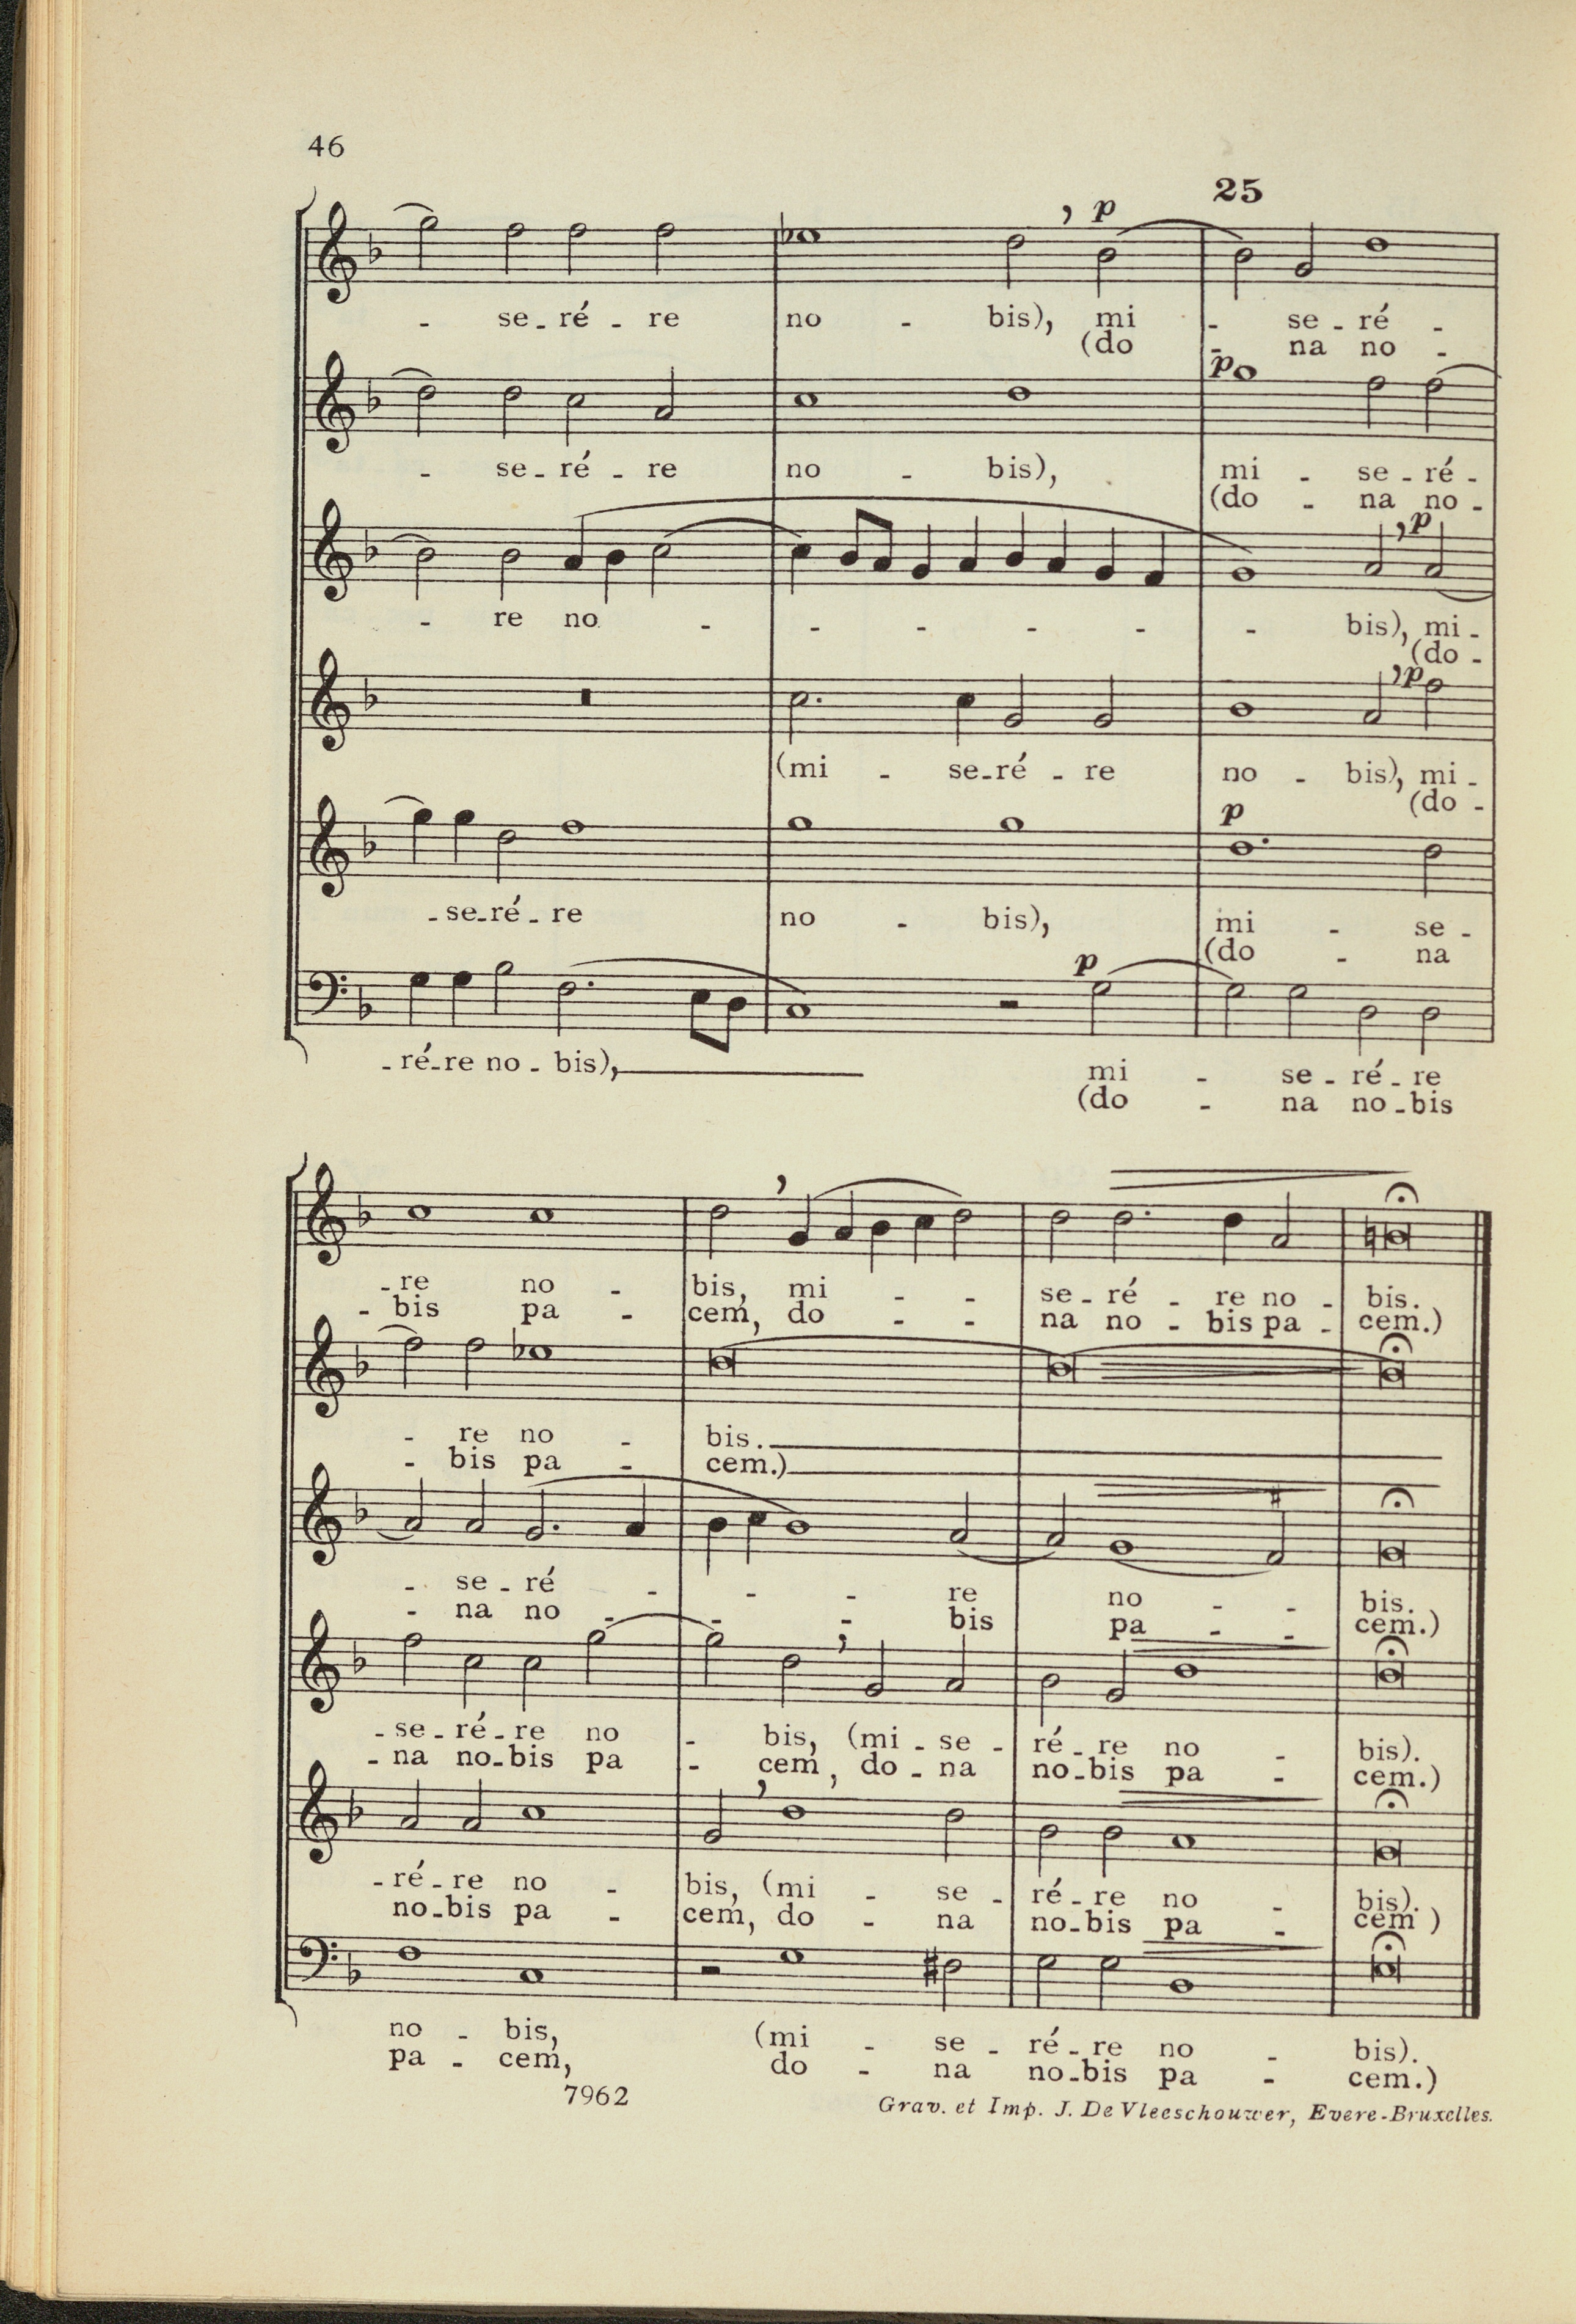 46
25
p
- se - ré - re no - bis), mi - se - ré -
(do - na no -
p
- se - ré - re no - bis), mi - se - ré -
(do - na no -
p
- re no - - - - - - bis), mi -
(do -
p
(mi - se - ré - re no - bis), mi -
(do -
p
- se - ré - re no - bis), mi - se -
(do - na
p
- ré - re no - bis), mi - se - ré - re
(do - na no - bis
- re no - bis, mi - - se - ré - re no - bis.
- bis pa - cem, do - - na no - bis pa - cem.)
- re no - bis.
- bis pa - cem.)
- se - ré - - - re no - - bis.
- na no - - - bis pa - - cem.)
- se - ré - re no - bis, (mi - se - ré - re no - bis).
- na no - bis pa - cem, do - na no - bis pa - cem.)
- ré - re no - bis, (mi - se - ré - re no - bis).
no - bis pa - cem, do - na no - bis pa - cem )
no - bis, (mi - se - ré - re no - bis).
pa - cem, do - na no - bis pa - cem.)
7962
Grav. et Imp. J. De Vleeschouwer, Evere-Bruxelles.